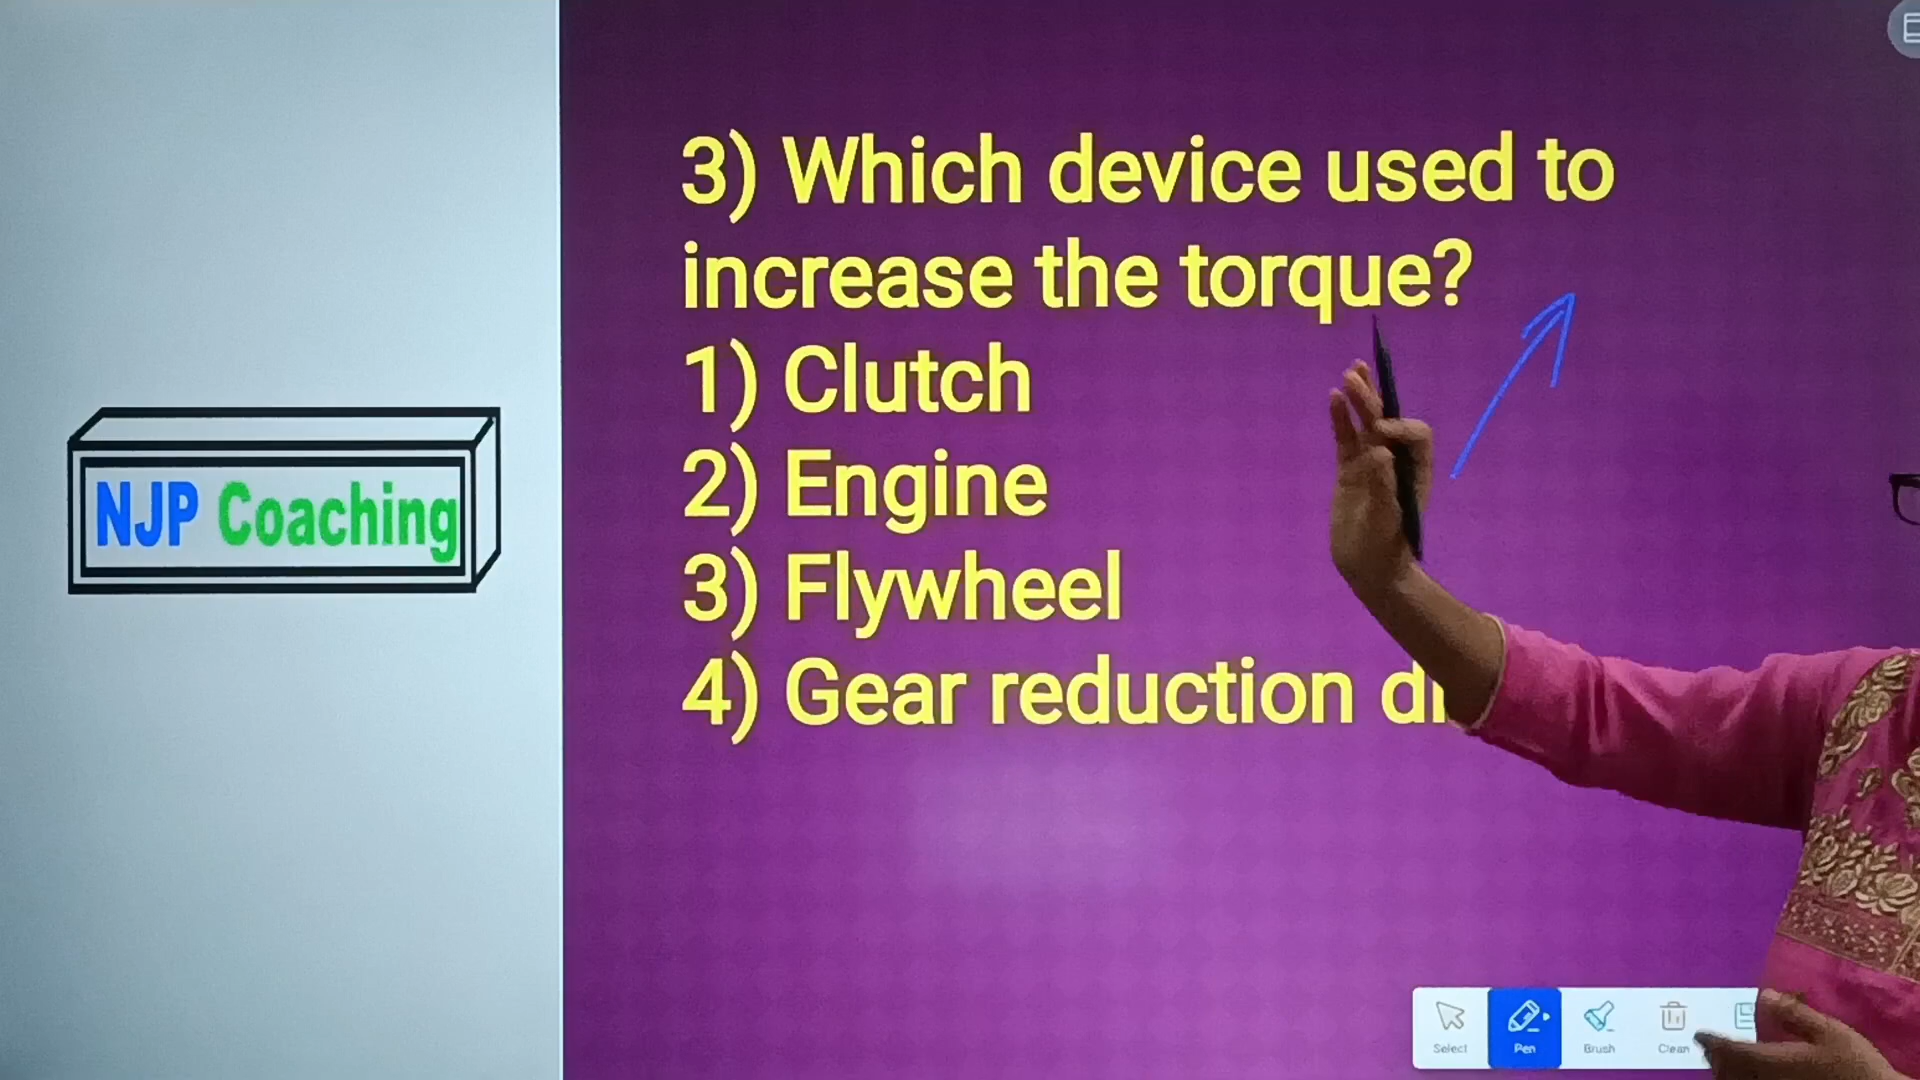 NJP Coaching
3) Which device used to
increase the torque?
1) Clutch
2) Engine
3) Flywheel
4) Gear reduction
Select
Pen
Brush
Clean